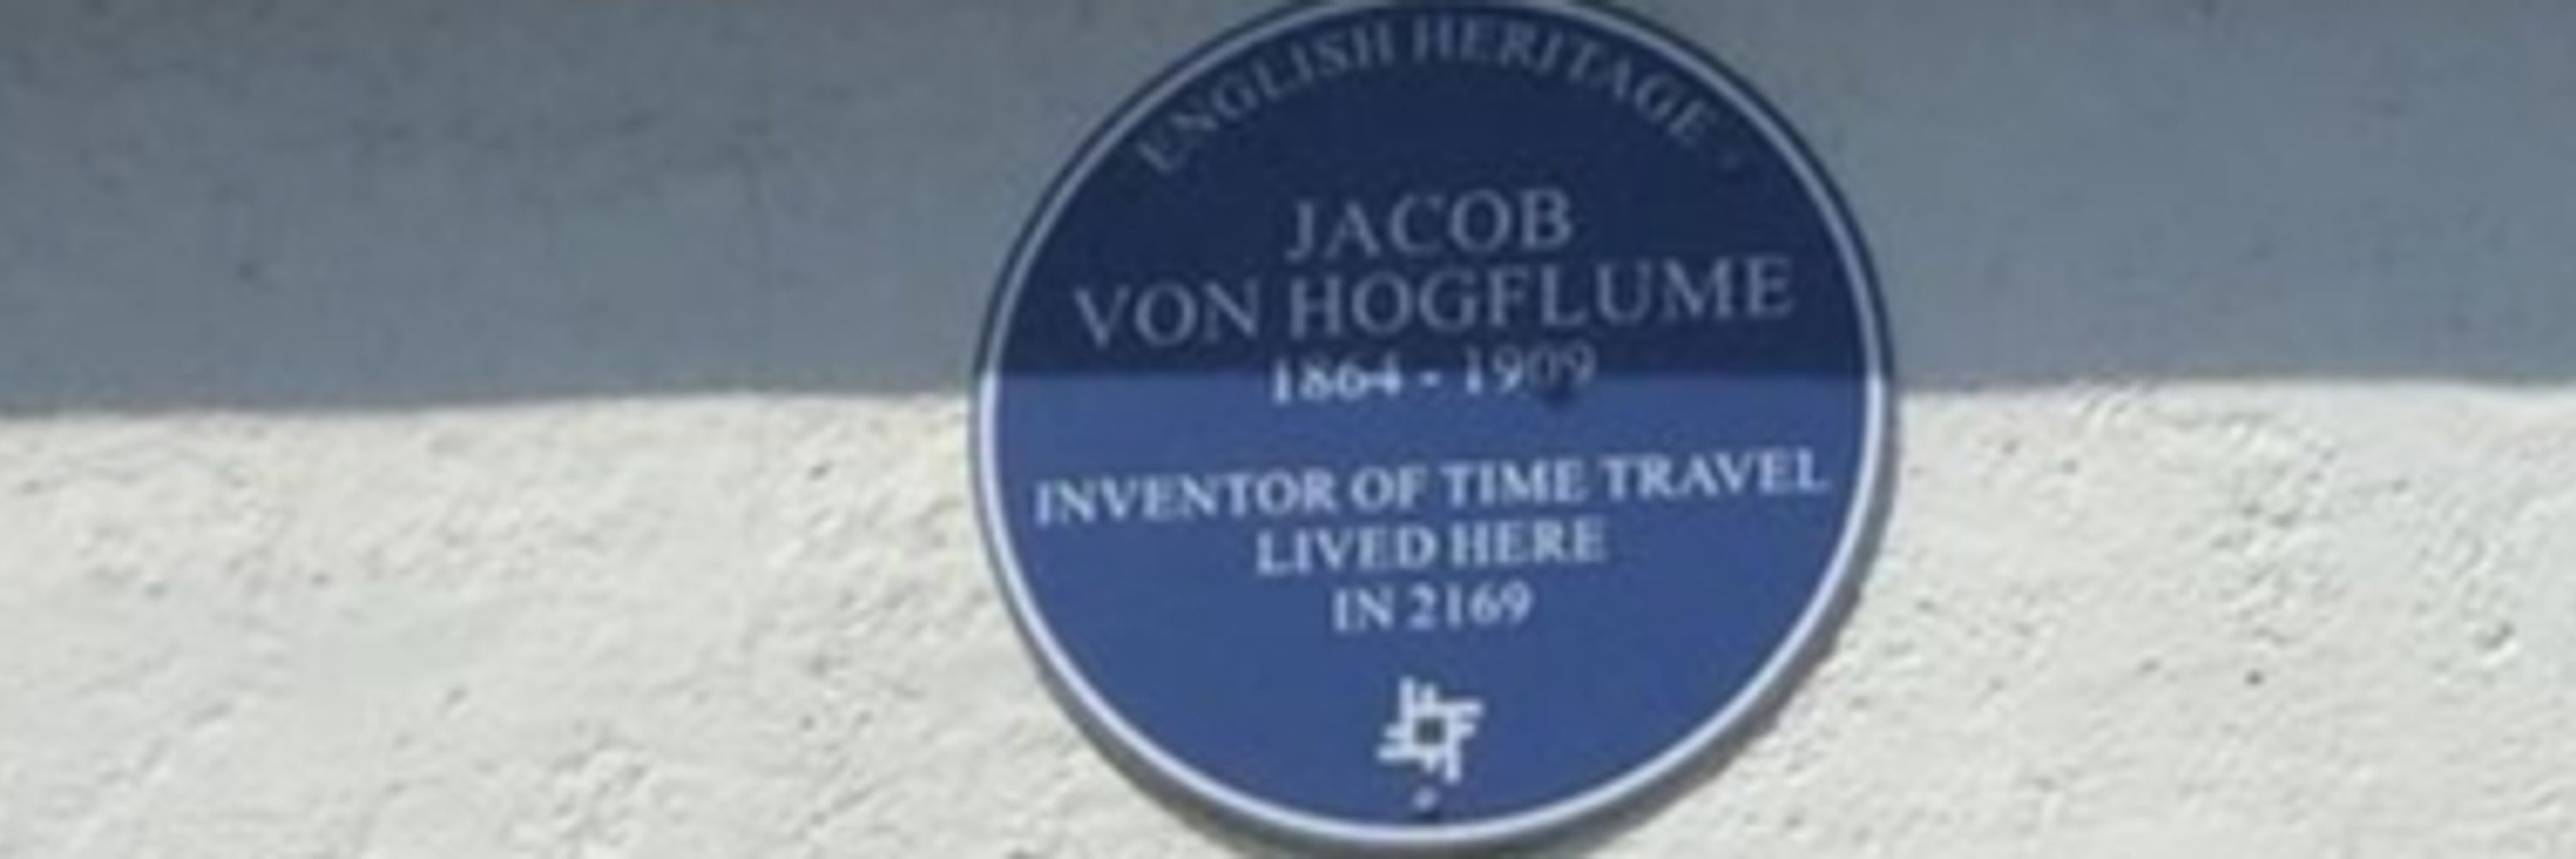 ENGLISH HERITAGE
JACOB
VON HOGFLUME
1864 - 1909
INVENTOR OF TIME TRAVEL
LIVED HERE
IN 2169